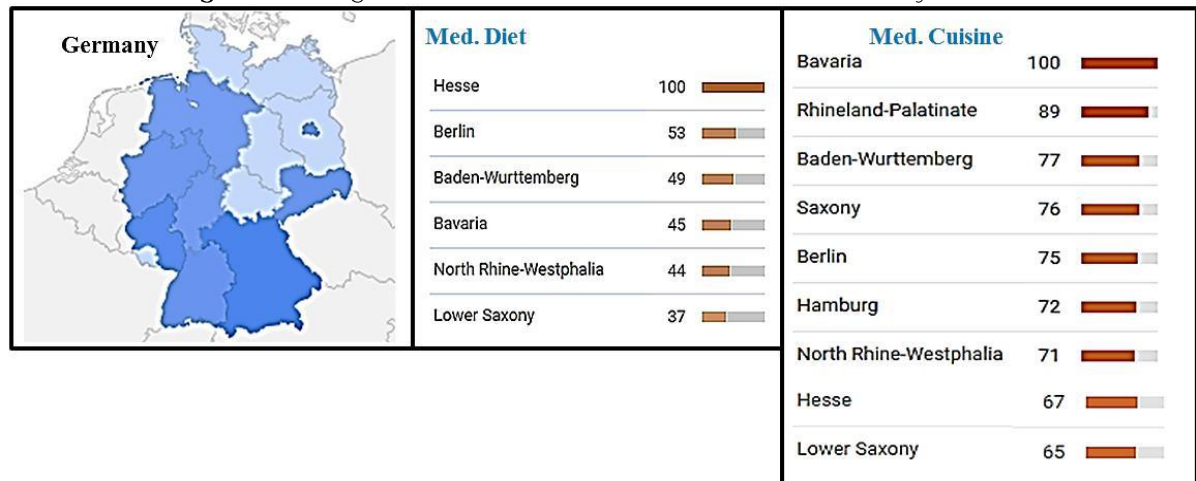 Germany
Med. Diet
Hesse 100
Berlin 53
Baden-Wurttemberg 49
Bavaria 45
North Rhine-Westphalia 44
Lower Saxony 37
Med. Cuisine
Bavaria 100
Rhineland-Palatinate 89
Baden-Wurttemberg 77
Saxony 76
Berlin 75
Hamburg 72
North Rhine-Westphalia 71
Hesse 67
Lower Saxony 65